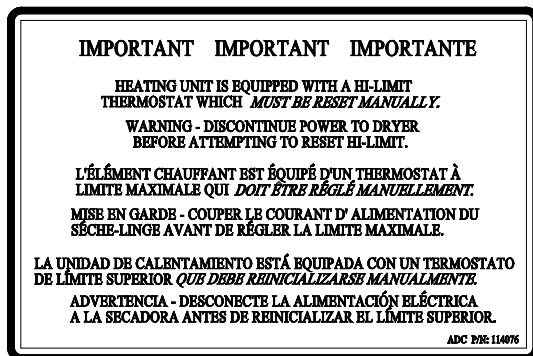 IMPORTANT IMPORTANT IMPORTANTE
HEATING UNIT IS EQUIPPED WITH A HI-LIMIT
THERMOSTAT WHICH MUST BE RESET MANUALLY.
WARNING - DISCONTINUE POWER TO DRYER
BEFORE ATTEMPTING TO RESET HI-LIMIT.
L'ÉLÉMENT CHAUFFANT EST ÉQUIPÉ D'UN THERMOSTAT À
LIMITE MAXIMALE QUI DOIT ÊTRE RÉGLÉ MANUELLEMENT.
MISE EN GARDE - COUPER LE COURANT D' ALIMENTATION DU
SÉCHE-LINGE AVANT DE RÉGLER LA LIMITE MAXIMALE.
LA UNIDAD DE CALENTAMIENTO ESTÁ EQUIPADA CON UN TERMOSTATO
DE LÍMITE SUPERIOR QUE DEBE REINICIALIZARSE MANUALMENTE.
ADVERTENCIA - DESCONECTE LA ALIMENTACIÓN ELÉCTRICA
A LA SECADORA ANTES DE REINICIALIZAR EL LÍMITE SUPERIOR.
ADC P/N: 114076